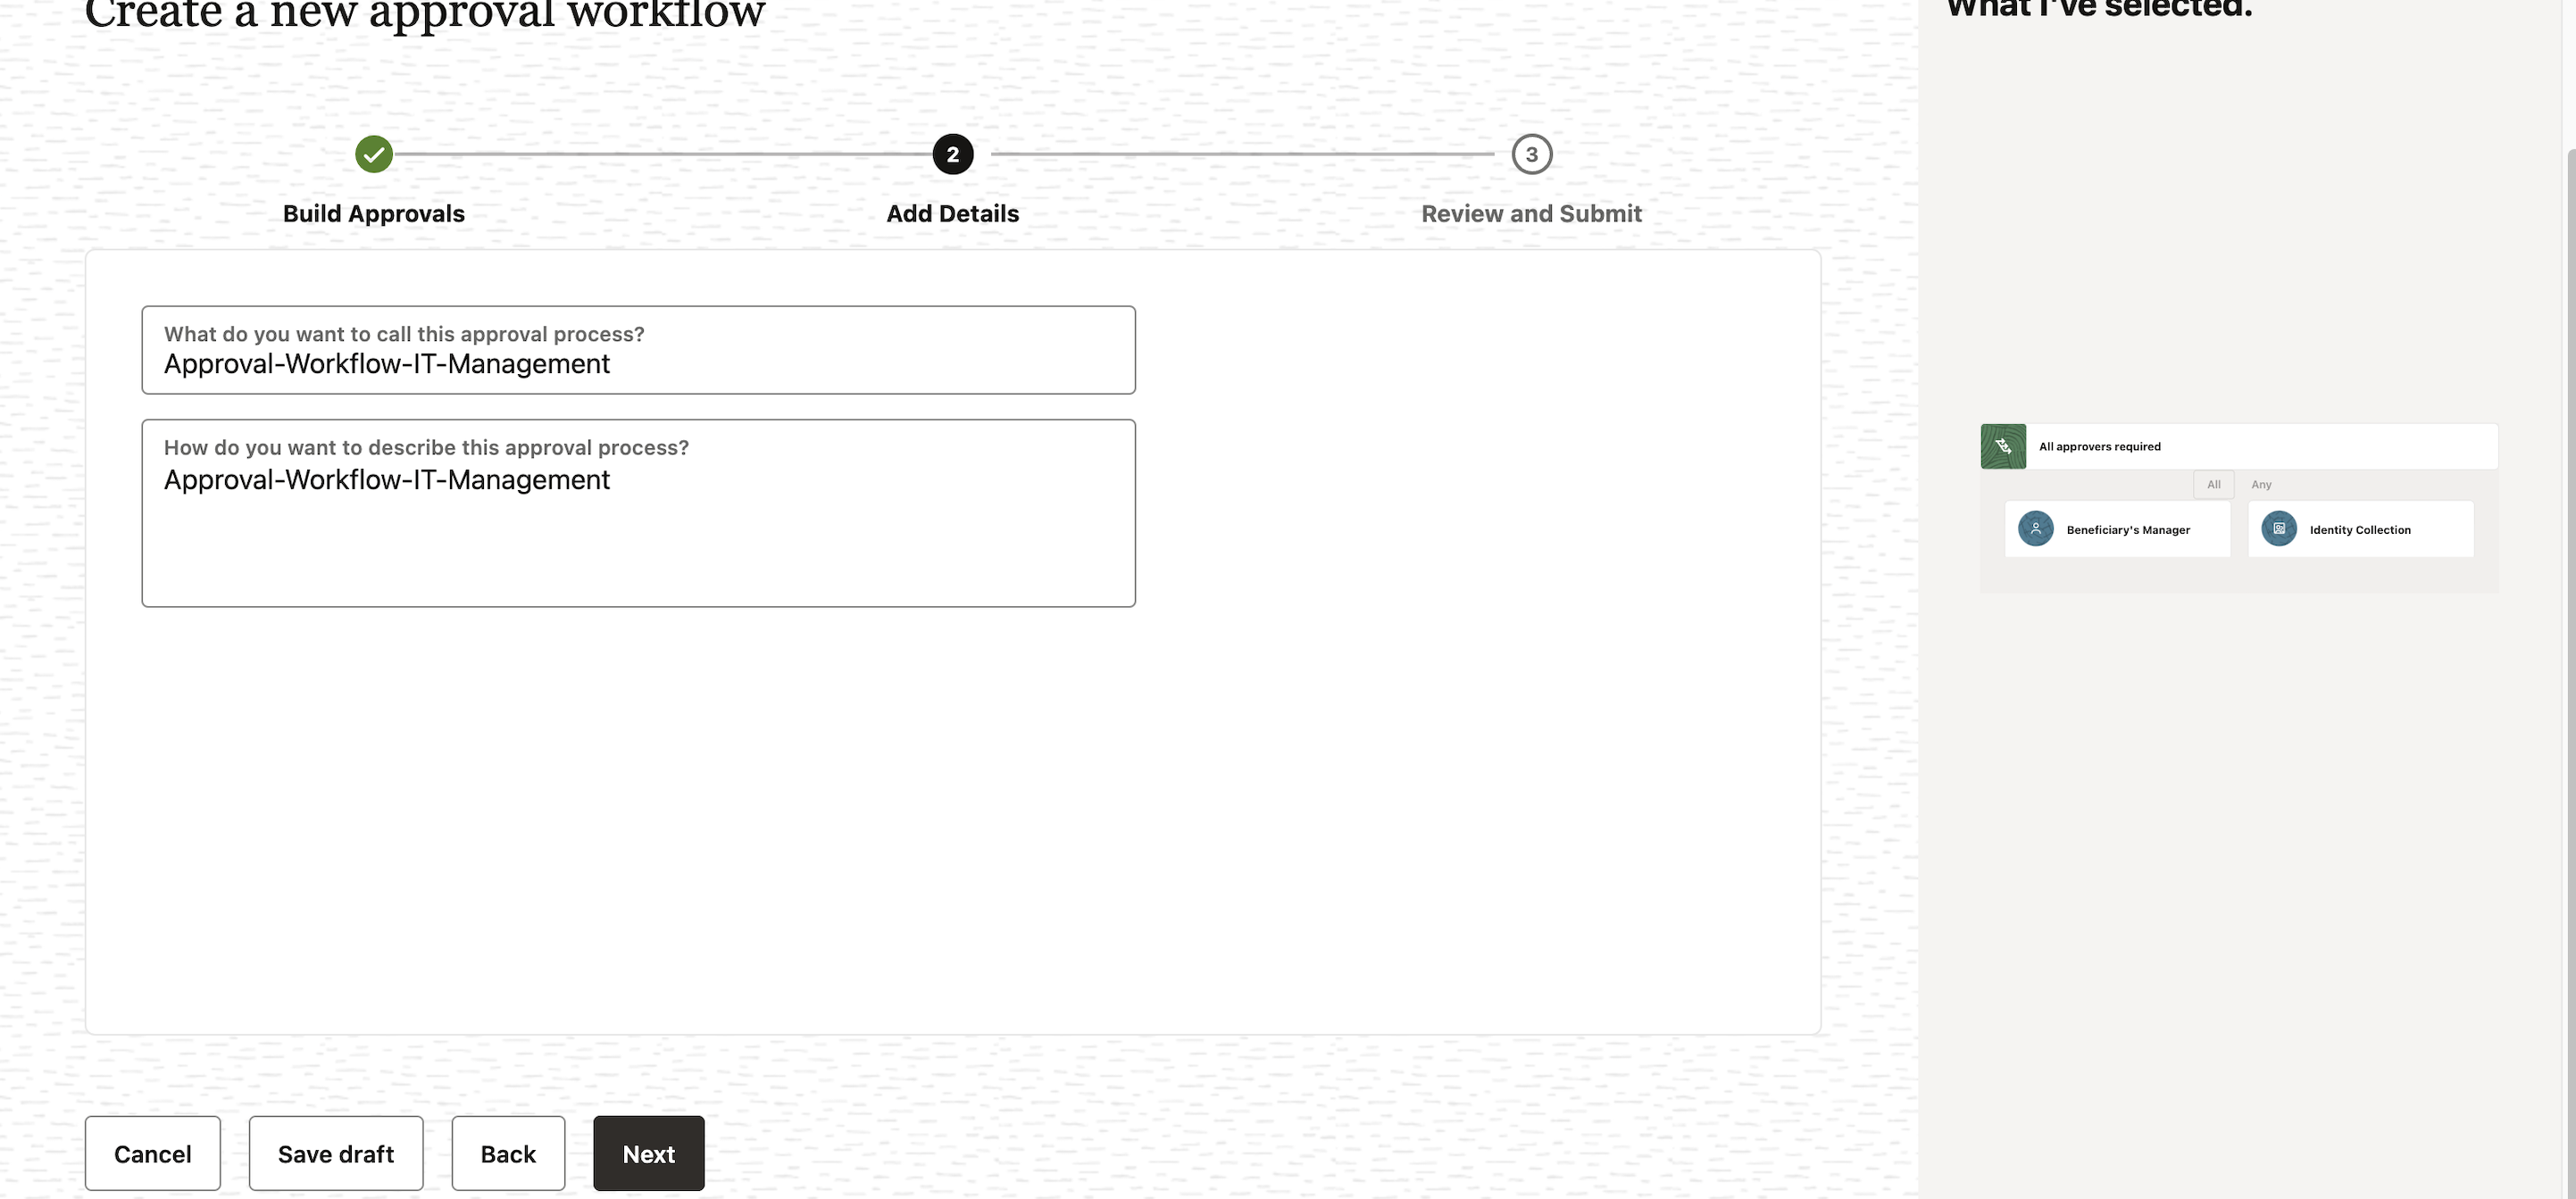 Create a new approval workflow
What I've selected.
2
3
Build Approvals
Add Details
Review and Submit
What do you want to call this approval process?
Approval-Workflow-IT-Management
How do you want to describe this approval process?
Approval-Workflow-IT-Management
All approvers required
All
Any
Beneficiary's Manager
Identity Collection
Cancel
Save draft
Back
Next